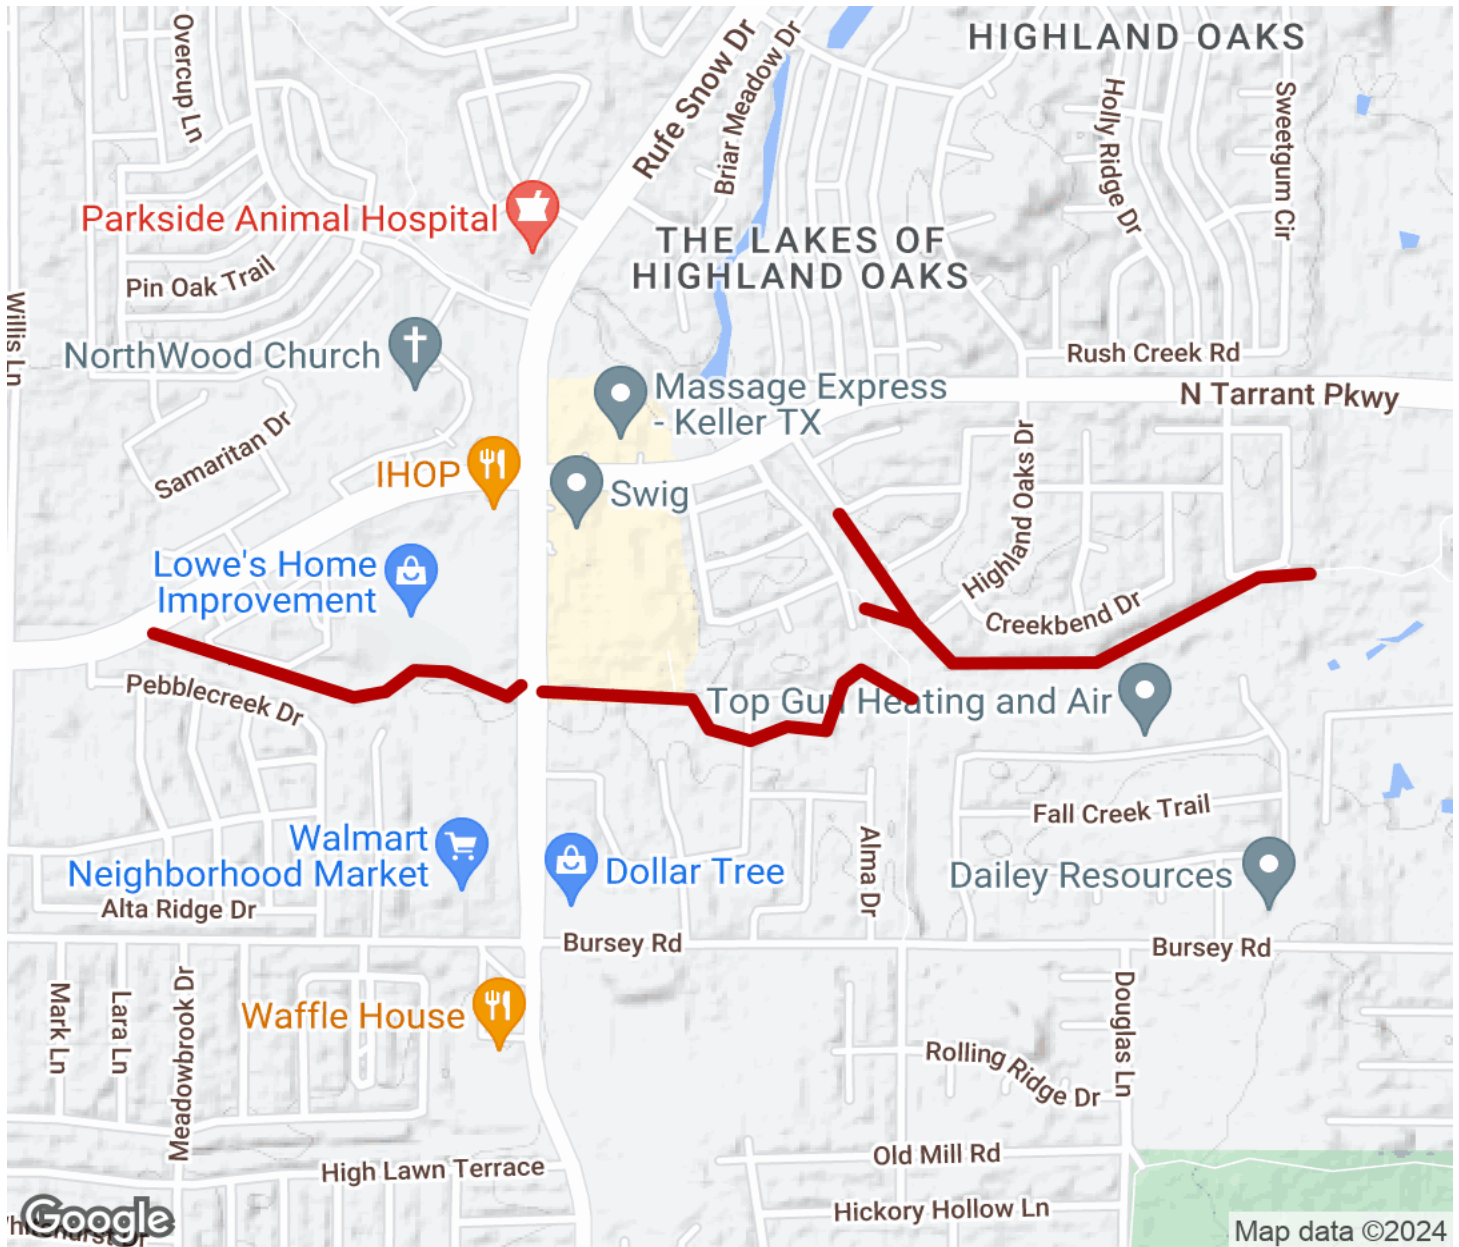 HIGHLAND OAKS
Overcup Ln
Rufe Snow Dr
Briar Meadow Dr
Holly Ridge Dr
Sweetgum Cir
Parkside Animal Hospital
THE LAKES OF
HIGHLAND OAKS
Pin Oak Trail
Willis Ln
NorthWood Church
Rush Creek Rd
Massage Express
- Keller TX
N Tarrant Pkwy
Samaritan Dr
IHOP
Swig
Highland Oaks Dr
Lowe's Home
Improvement
Creekbend Dr
Pebblecreek Dr
Top Gun Heating and Air
Fall Creek Trail
Walmart
Neighborhood Market
Dollar Tree
Alma Dr
Dailey Resources
Alta Ridge Dr
Bursey Rd
Bursey Rd
Mark Ln
Lara Ln
Meadowbrook Dr
Waffle House
Douglas Ln
Rolling Ridge Dr
High Lawn Terrace
Old Mill Rd
Hickory Hollow Ln
Google
Map data ©2024